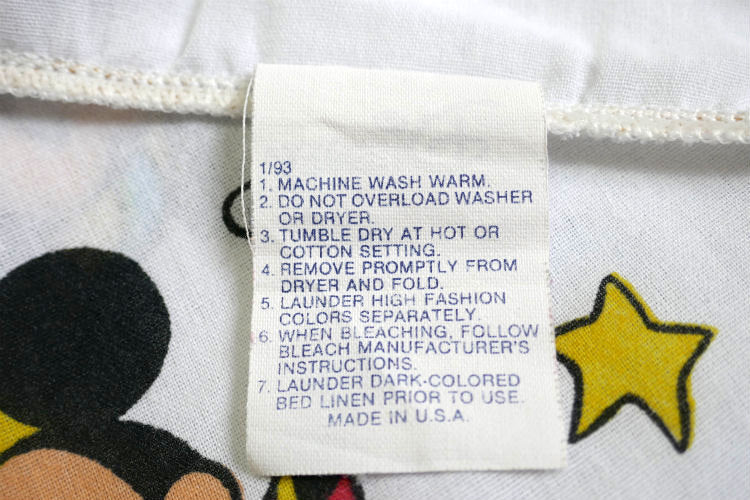 1/93
1. MACHINE WASH WARM.
2. DO NOT OVERLOAD WASHER
OR DRYER.
3. TUMBLE DRY AT HOT OR
COTTON SETTING.
4. REMOVE PROMPTLY FROM
DRYER AND FOLD.
5. LAUNDER HIGH FASHION
COLORS SEPARATELY.
6. WHEN BLEACHING, FOLLOW
BLEACH MANUFACTURER'S
INSTRUCTIONS.
7. LAUNDER DARK-COLORED
BED LINEN PRIOR TO USE.
MADE IN U.S.A.